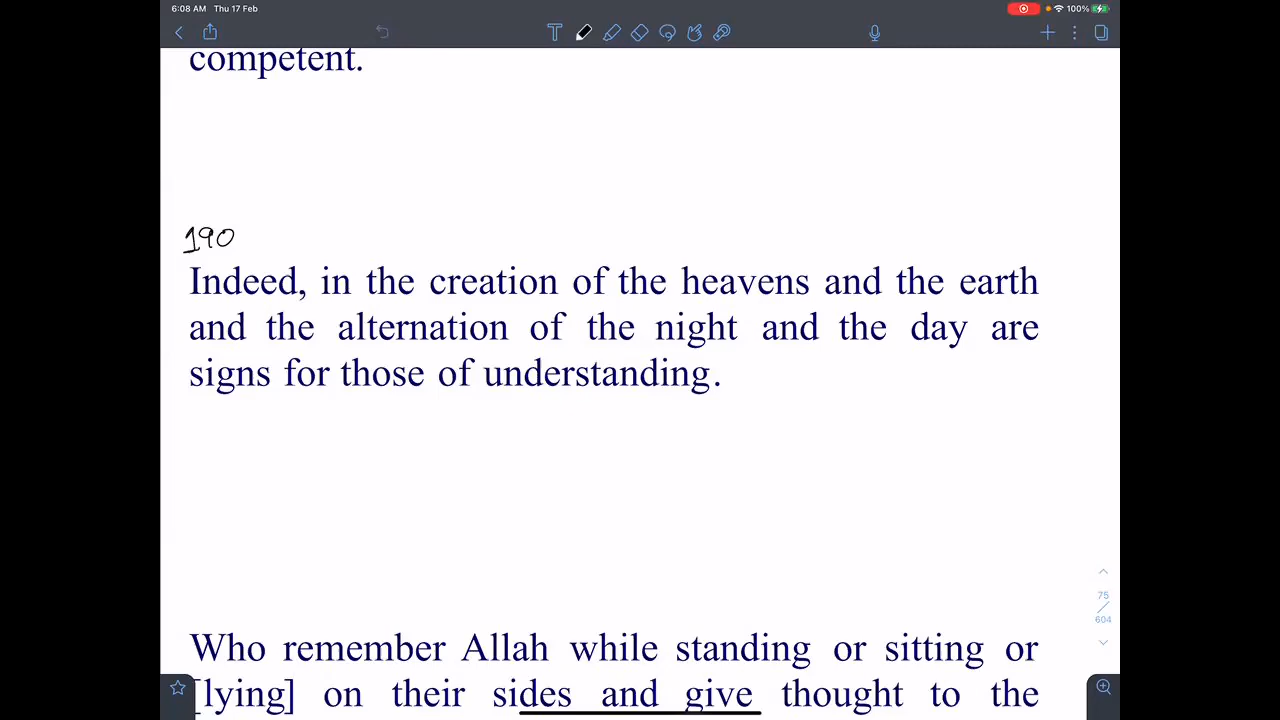 6:08 AM Thu 17 Feb
100%
T
competent.
190
Indeed, in the creation of the heavens and the earth
and the alternation of the night and the day are
signs for those of understanding.
75
604
Who remember Allah while standing or sitting or
[lying] on their sides and give thought to the